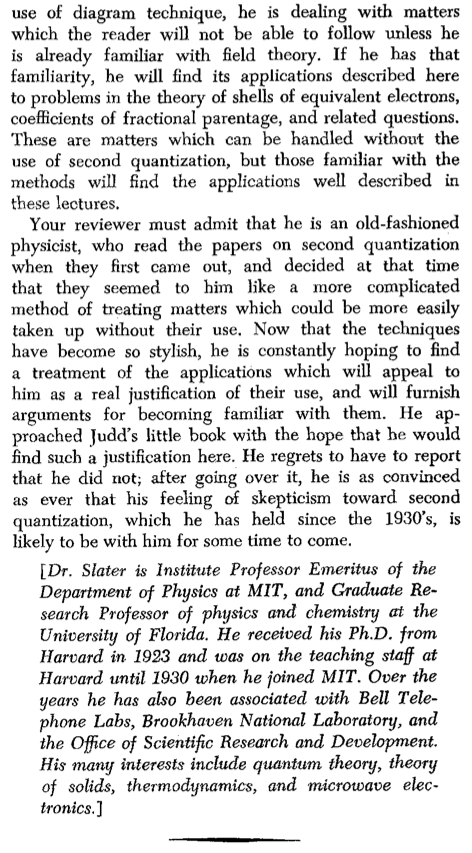 use of diagram technique, he is dealing with matters
which the reader will not be able to follow unless he
is already familiar with field theory. If he has that
familiarity, he will find its applications described here
to problems in the theory of shells of equivalent electrons,
coefficients of fractional parentage, and related questions.
These are matters which can be handled without the
use of second quantization, but those familiar with the
methods will find the applications well described in
these lectures.
Your reviewer must admit that he is an old-fashioned
physicist, who read the papers on second quantization
when they first came out, and decided at that time
that they seemed to him like a more complicated
method of treating matters which could be more easily
taken up without their use. Now that the techniques
have become so stylish, he is constantly hoping to find
a treatment of the applications which will appeal to
him as a real justification of their use, and will furnish
arguments for becoming familiar with them. He ap-
proached Judd's little book with the hope that he would
find such a justification here. He regrets to have to report
that he did not; after going over it, he is as convinced
as ever that his feeling of skepticism toward second
quantization, which he has held since the 1930's, is
likely to be with him for some time to come.
[Dr. Slater is Institute Professor Emeritus of the
Department of Physics at MIT, and Graduate Re-
search Professor of physics and chemistry at the
University of Florida. He received his Ph.D. from
Harvard in 1923 and was on the teaching staff at
Harvard until 1930 when he joined MIT. Over the
years he has also been associated with Bell Tele-
phone Labs, Brookhaven National Laboratory, and
the Office of Scientific Research and Development.
His many interests include quantum theory, theory
of solids, thermodynamics, and microwave elec-
tronics.]